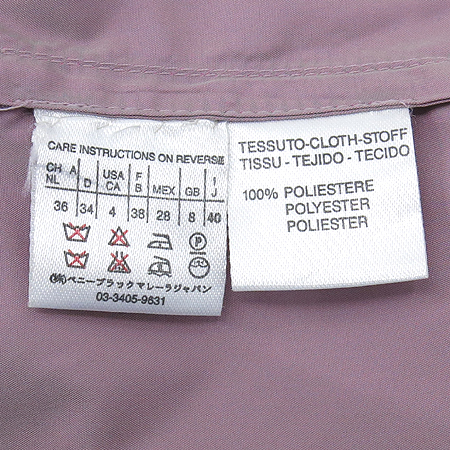 CARE INSTRUCTIONS ON REVERSE
CH NL A D USA CA F B MEX GB I J
36 34 4 38 28 8 40
P
(株)ペニーブラックマレーラジャパン
03-3405-9631
TESSUTO-CLOTH-STOFF
TISSU - TEJIDO - TECIDO
100% POLIESTERE
POLYESTER
POLIESTER